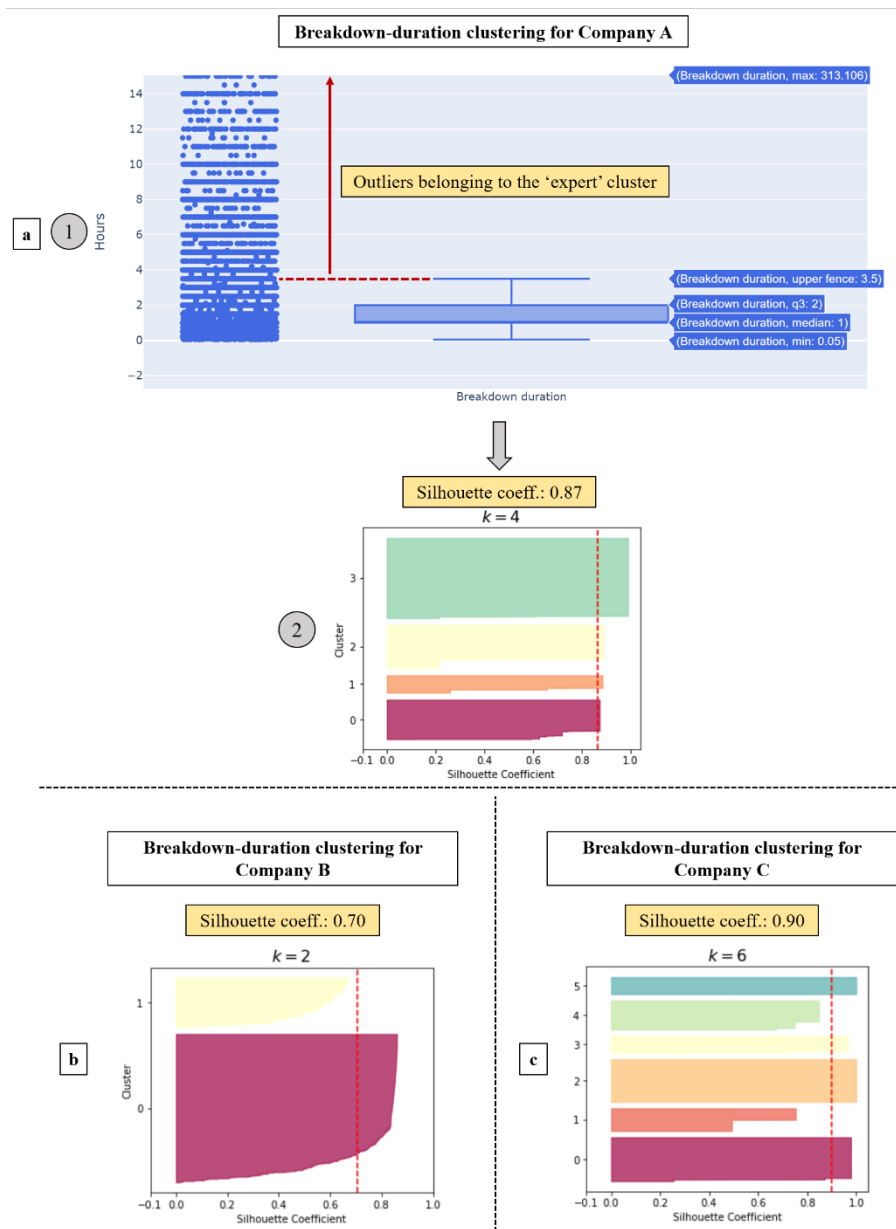 Breakdown-duration clustering for Company A
(Breakdown duration, max: 313.106)
14
12
10
8
6
4
2
0
−2
Hours
a
1
Outliers belonging to the ‘expert’ cluster
(Breakdown duration, upper fence: 3.5)
(Breakdown duration, q3: 2)
(Breakdown duration, median: 1)
(Breakdown duration, min: 0.05)
Breakdown duration
Silhouette coeff.: 0.87
k = 4
2
Cluster
3
2
1
0
−0.1 0.0 0.2 0.4 0.6 0.8 1.0
Silhouette Coefficient
Breakdown-duration clustering for
Company B
Silhouette coeff.: 0.70
k = 2
b
Cluster
1
0
−0.1 0.0 0.2 0.4 0.6 0.8 1.0
Silhouette Coefficient
Breakdown-duration clustering for
Company C
Silhouette coeff.: 0.90
k = 6
c
5
4
3
2
1
0
−0.1 0.0 0.2 0.4 0.6 0.8 1.0
Silhouette Coefficient